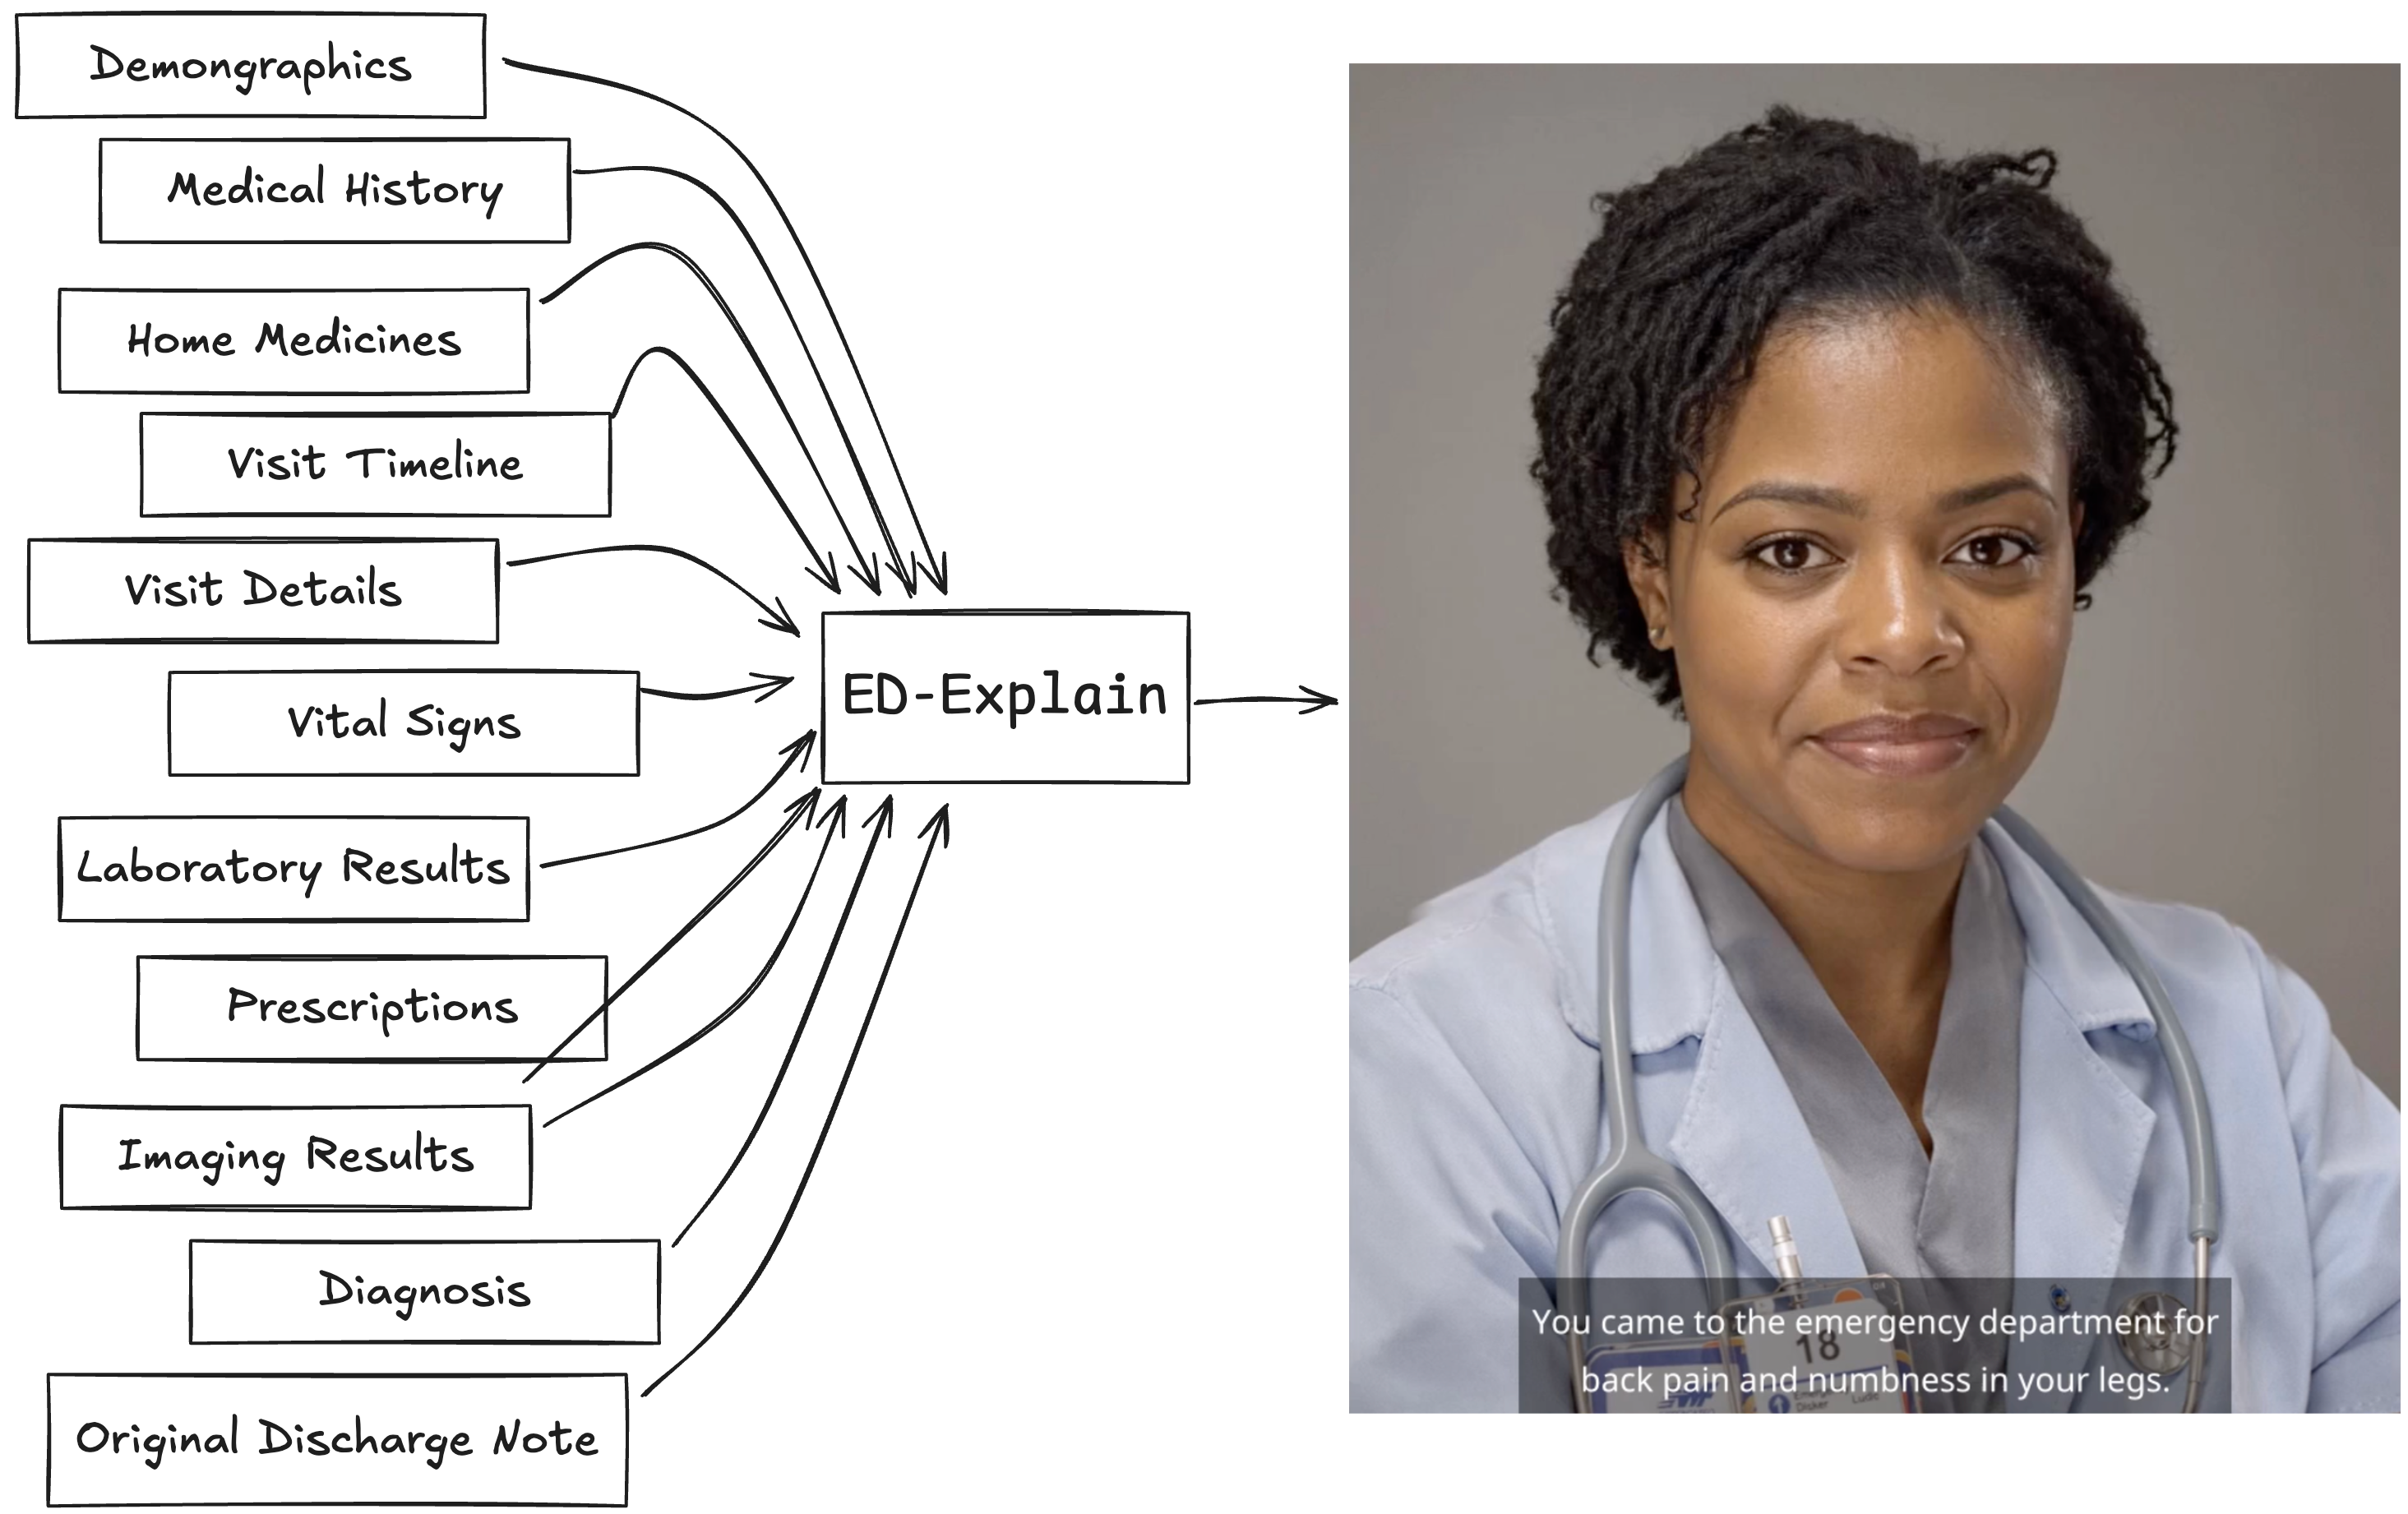 Demongraphics
Medical History
Home Medicines
Visit Timeline
Visit Details
Vital Signs
Laboratory Results
Prescriptions
Imaging Results
Diagnosis
Original Discharge Note
ED-Explain
You came to the emergency department for
back pain and numbness in your legs.
18